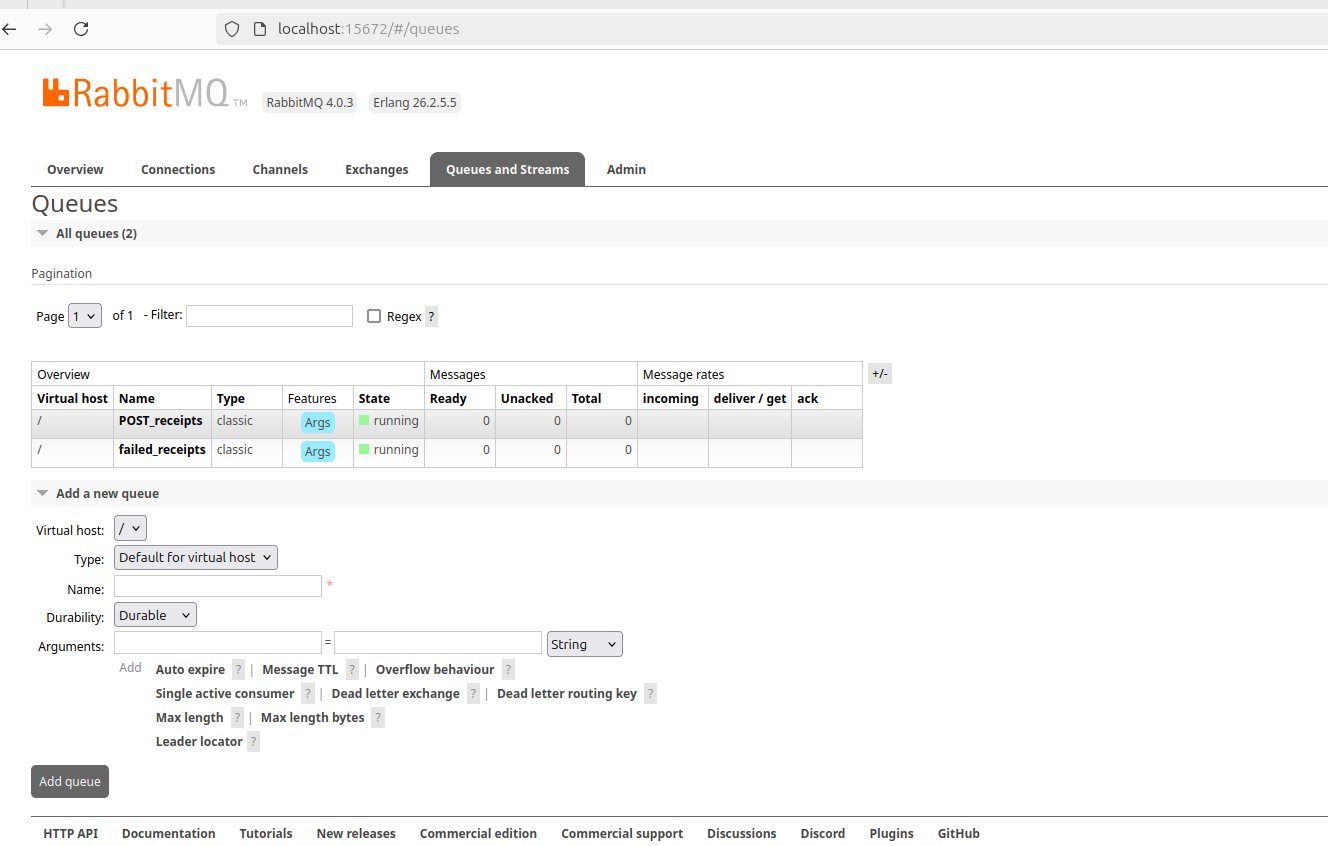 localhost:15672/#/queues
RabbitMQ TM RabbitMQ 4.0.3 Erlang 26.2.5.5
Overview Connections Channels Exchanges Queues and Streams Admin
Queues
All queues (2)
Pagination
Page 1 of 1 - Filter: Regex ?
Overview Messages Message rates +/-
Virtual host Name Type Features State Ready Unacked Total incoming deliver / get ack
/ POST_receipts classic Args running 0 0 0
/ failed_receipts classic Args running 0 0 0
Add a new queue
Virtual host: /
Type: Default for virtual host
Name: *
Durability: Durable
Arguments: = String
Add Auto expire ? | Message TTL ? | Overflow behaviour ?
Single active consumer ? | Dead letter exchange ? | Dead letter routing key ?
Max length ? | Max length bytes ?
Leader locator ?
Add queue
HTTP API Documentation Tutorials New releases Commercial edition Commercial support Discussions Discord Plugins GitHub